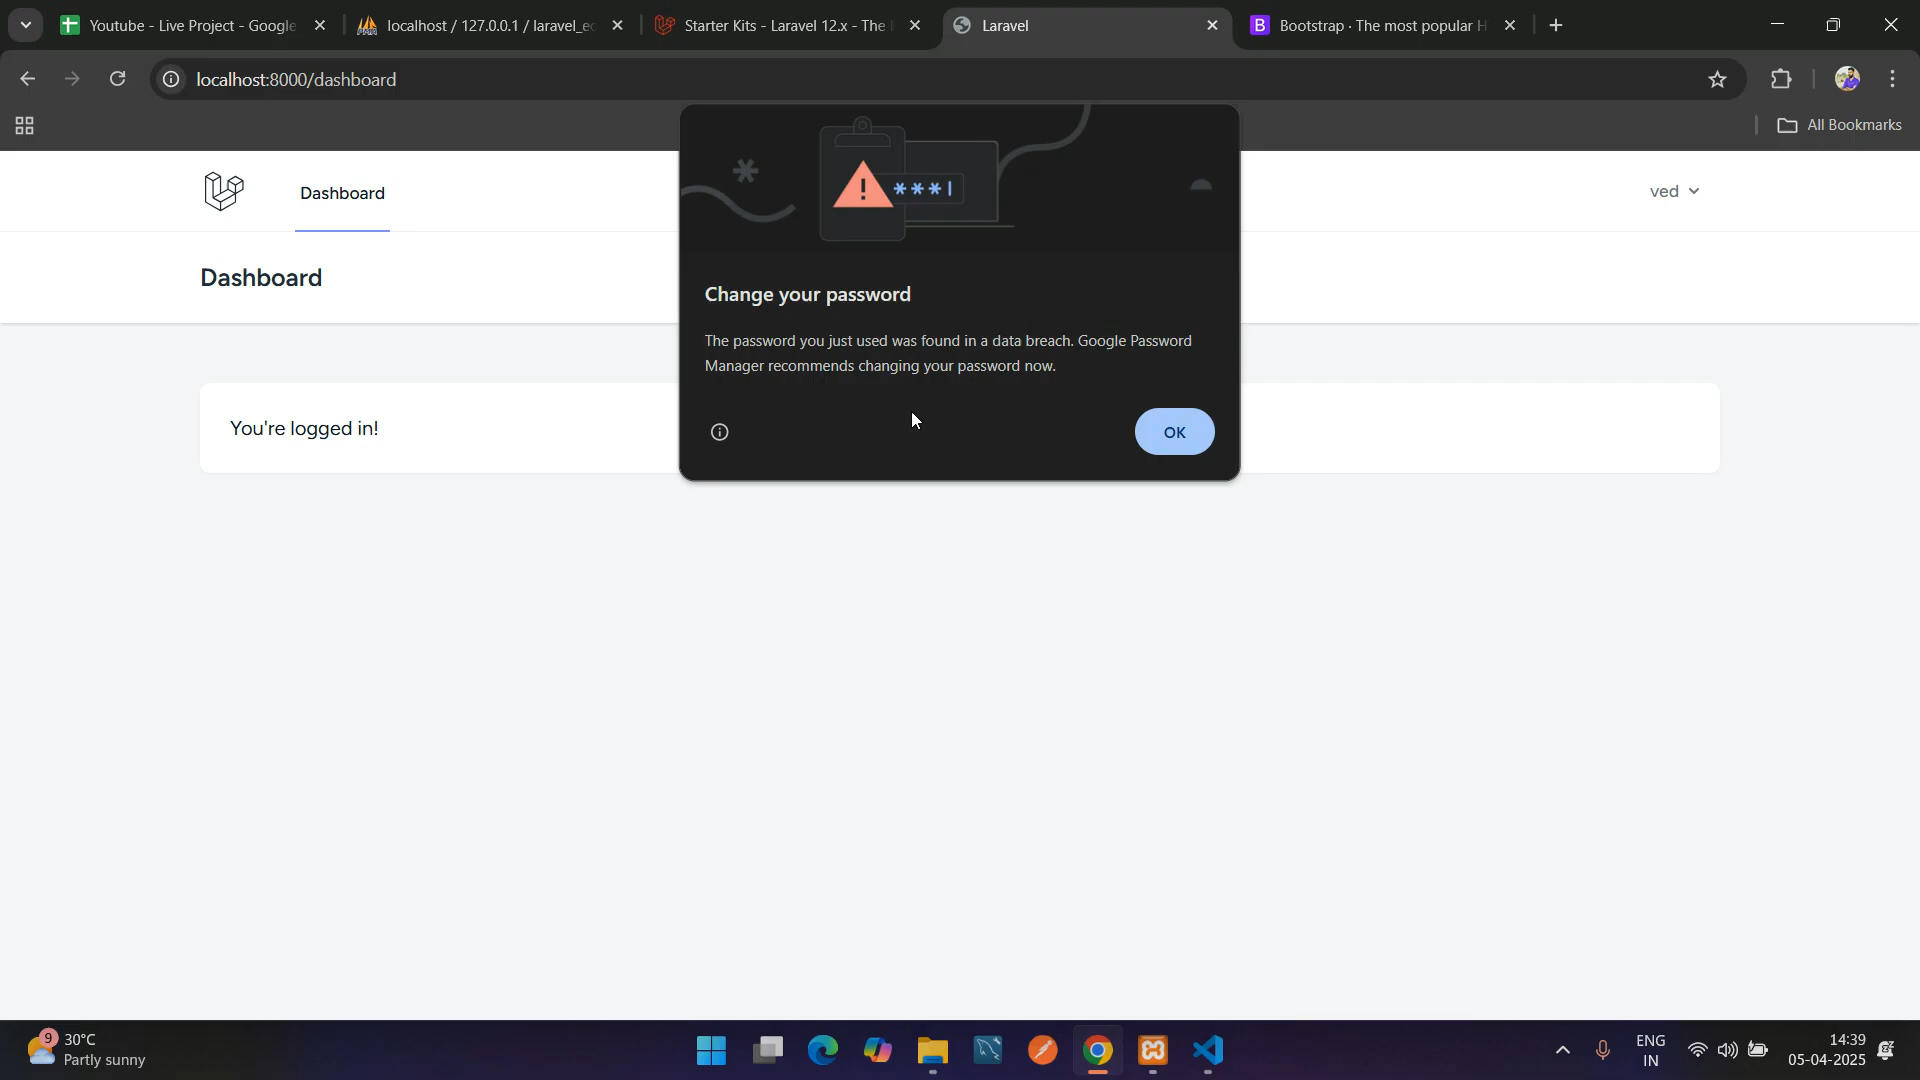 Youtube - Live Project - Google
localhost / 127.0.0.1 / laravel_ec
Starter Kits - Laravel 12.x - The
Laravel
B
Bootstrap · The most popular H
localhost:8000/dashboard
All Bookmarks
Dashboard
ved
***
Dashboard
Change your password
The password you just used was found in a data breach. Google Password
Manager recommends changing your password now.
OK
You're logged in!
9
30°C
Partly sunny
ENG
IN
14:39
05-04-2025